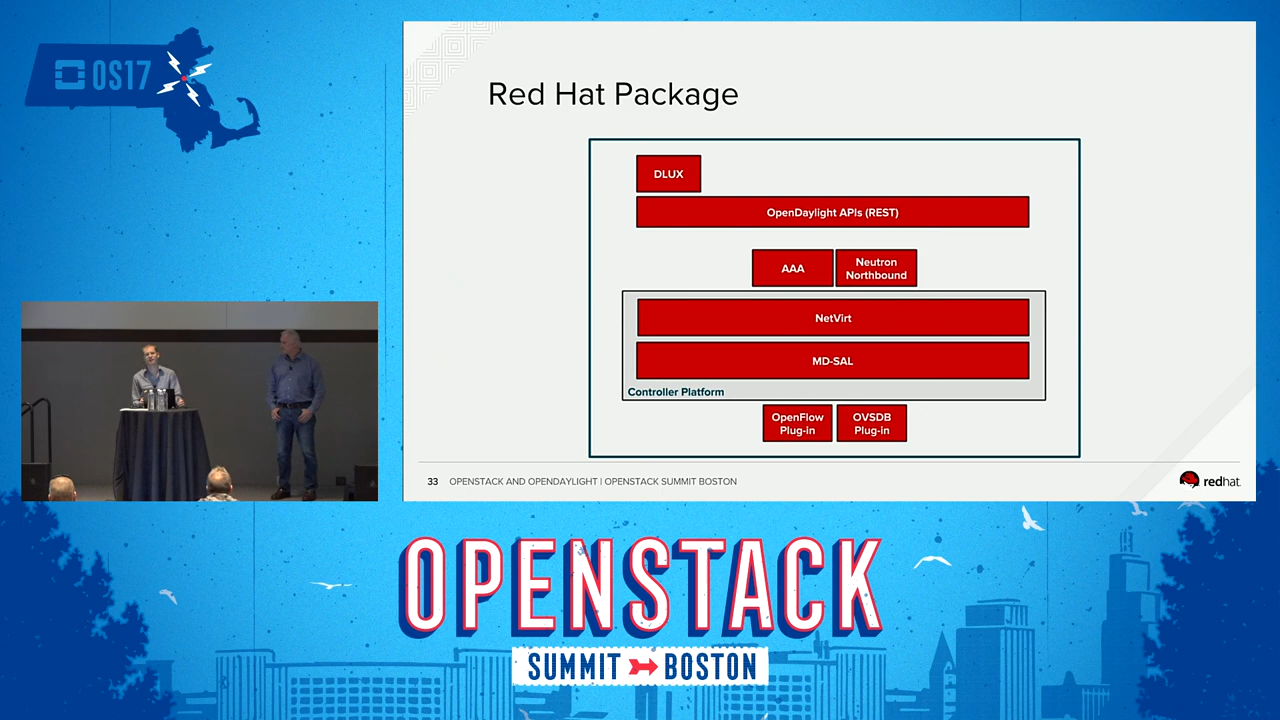 OS17
Red Hat Package
DLUX
OpenDaylight APIs (REST)
AAA
Neutron
Northbound
NetVirt
MD-SAL
Controller Platform
OpenFlow
Plug-in
OVSDB
Plug-in
33 OPENSTACK AND OPENDAYLIGHT | OPENSTACK SUMMIT BOSTON
redhat.
OPENSTACK
SUMMIT BOSTON